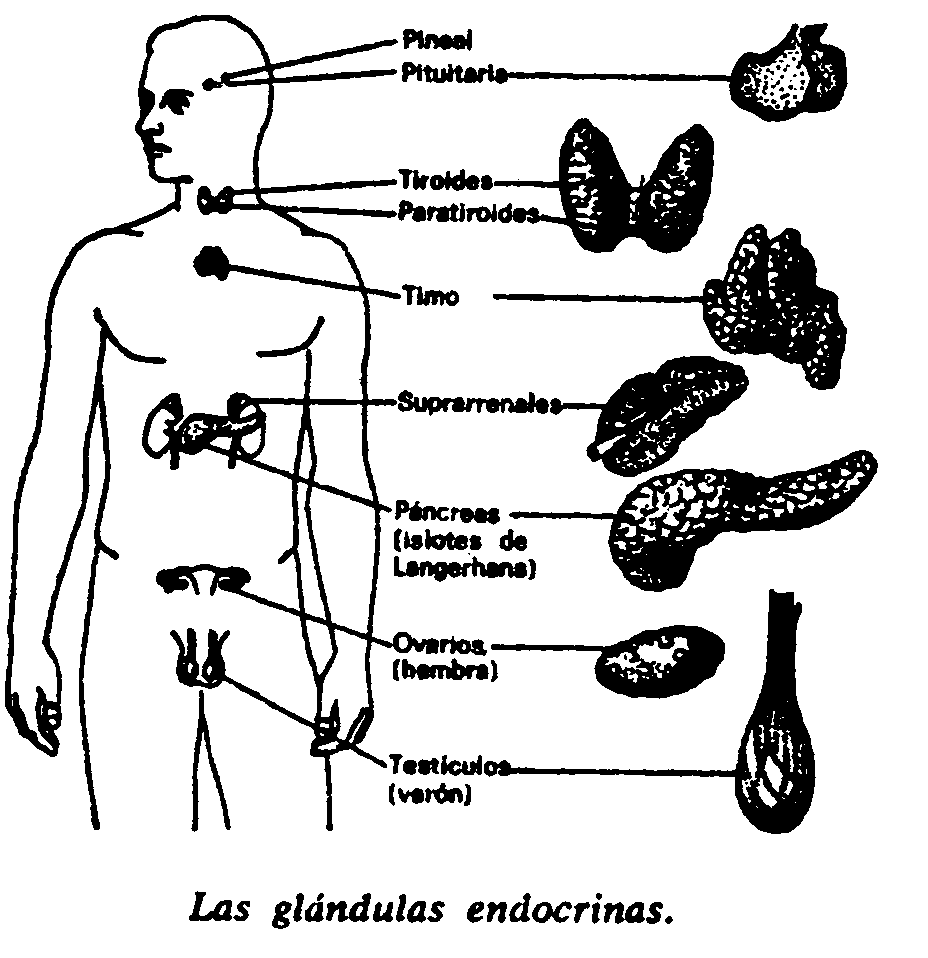 Pineal
Pituitaria
Tiroides
Paratiroides
Timo
Suprarrenales
Páncreas
(islotes de
Langerhans)
Ovarios
(hembra)
Testículos
(varón)
Las glándulas endocrinas.